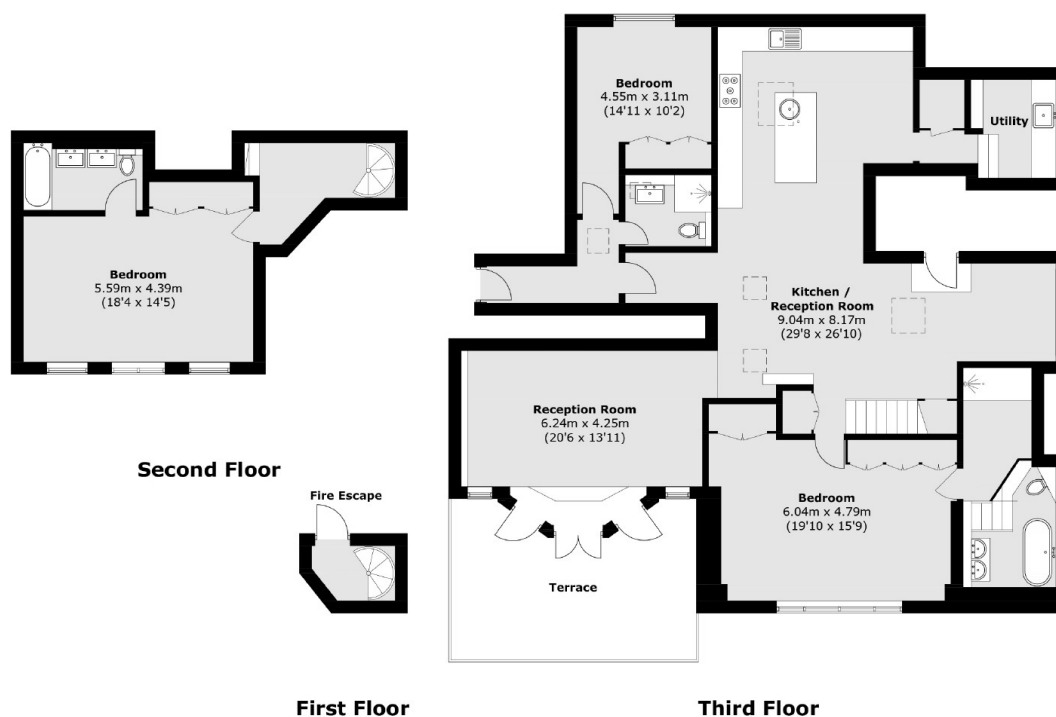 Bedroom
4.55m x 3.11m
(14'11 x 10'2)
Utility
Bedroom
5.59m x 4.39m
(18'4 x 14'5)
Kitchen /
Reception Room
9.04m x 8.17m
(29'8 x 26'10)
Reception Room
6.24m x 4.25m
(20'6 x 13'11)
Second Floor
Fire Escape
Bedroom
6.04m x 4.79m
(19'10 x 15'9)
Terrace
First Floor
Third Floor